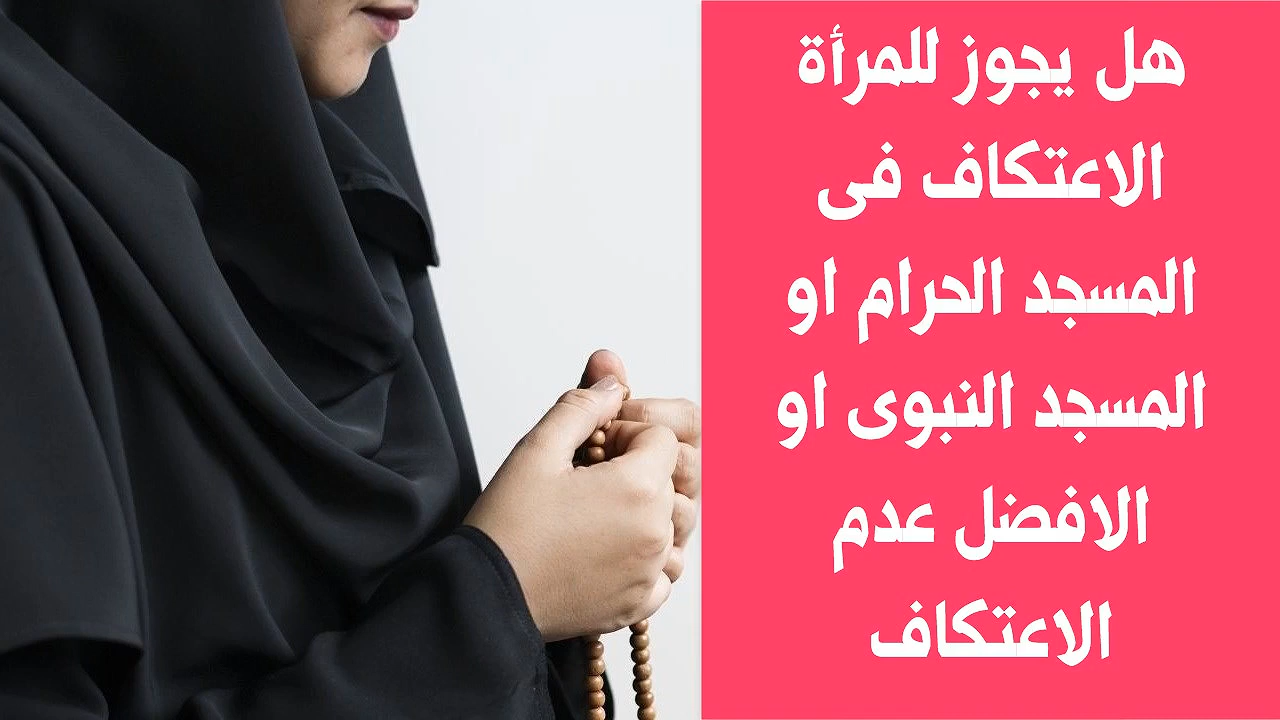 هل يجوز للمرأة
الاعتكاف فى
المسجد الحرام او
المسجد النبوى او
الافضل عدم
الاعتكاف